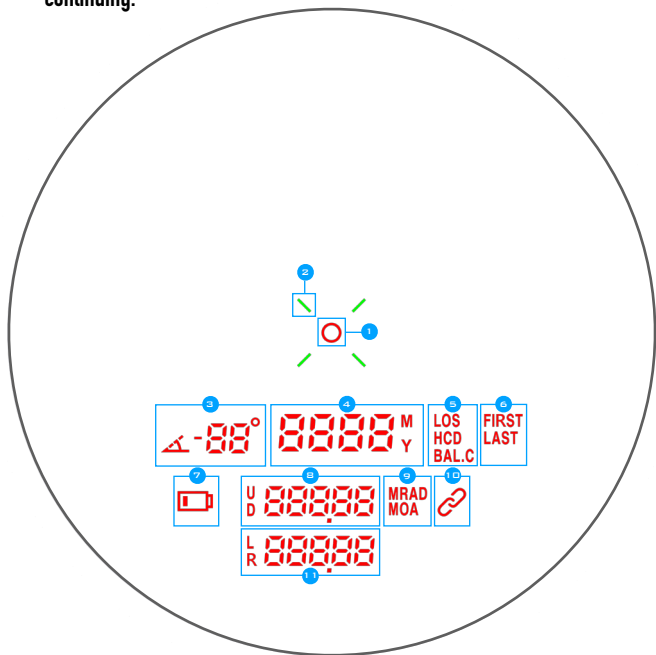 continuing.
2
1
3 4 5 6
-88° 8888 M Y LOS HCD BAL.C FIRST LAST
7 8 9 10
U D 888.88 MRAD MOA
L R 888.88
11